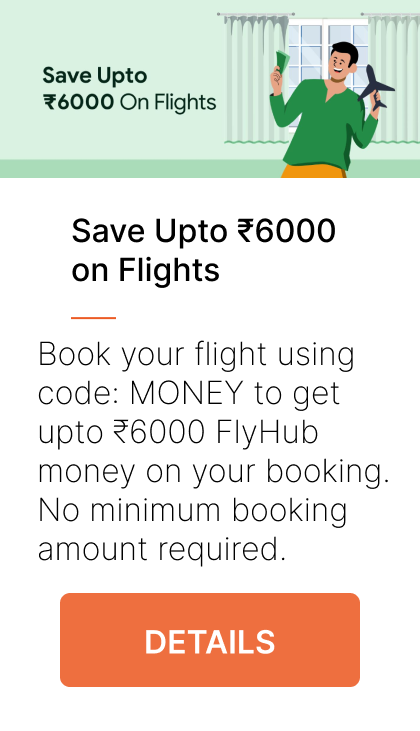 Save Upto
₹6000 On Flights
Save Upto ₹6000
on Flights
Book your flight using
code: MONEY to get
upto ₹6000 FlyHub
money on your booking.
No minimum booking
amount required.
DETAILS